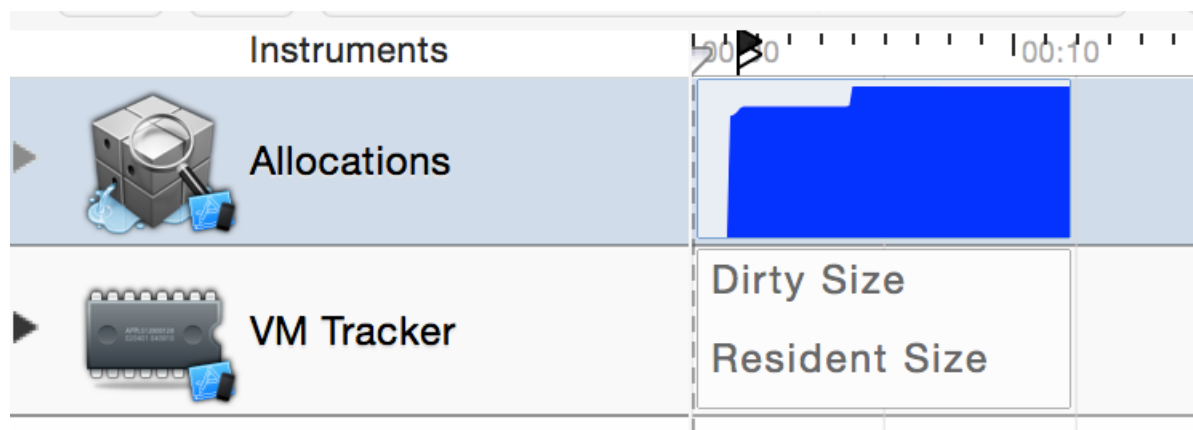 Instruments
00:10
Allocations
VM Tracker
Dirty Size
Resident Size